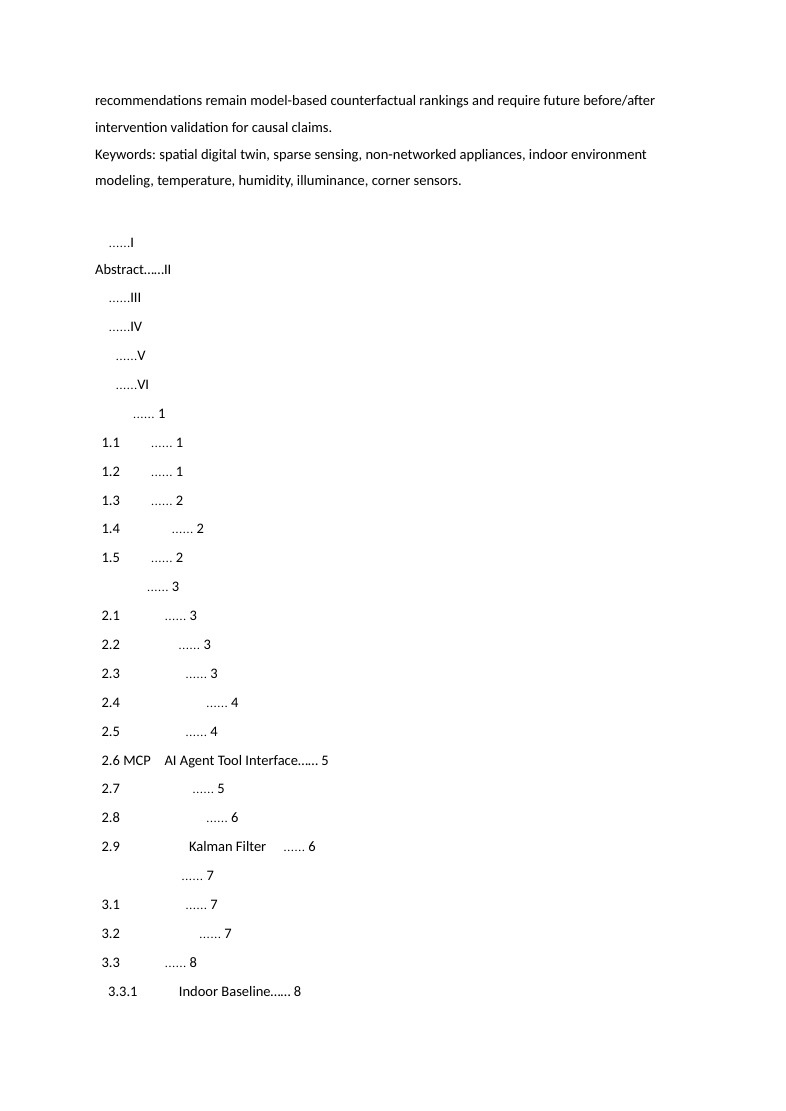 recommendations remain model-based counterfactual rankings and require future before/after
intervention validation for causal claims.
Keywords: spatial digital twin, sparse sensing, non-networked appliances, indoor environment
modeling, temperature, humidity, illuminance, corner sensors.
......I
Abstract......II
......III
......IV
......V
......VI
...... 1
1.1 ...... 1
1.2 ...... 1
1.3 ...... 2
1.4 ...... 2
1.5 ...... 2
...... 3
2.1 ...... 3
2.2 ...... 3
2.3 ...... 3
2.4 ...... 4
2.5 ...... 4
2.6 MCP AI Agent Tool Interface...... 5
2.7 ...... 5
2.8 ...... 6
2.9 Kalman Filter ...... 6
...... 7
3.1 ...... 7
3.2 ...... 7
3.3 ...... 8
3.3.1 Indoor Baseline...... 8